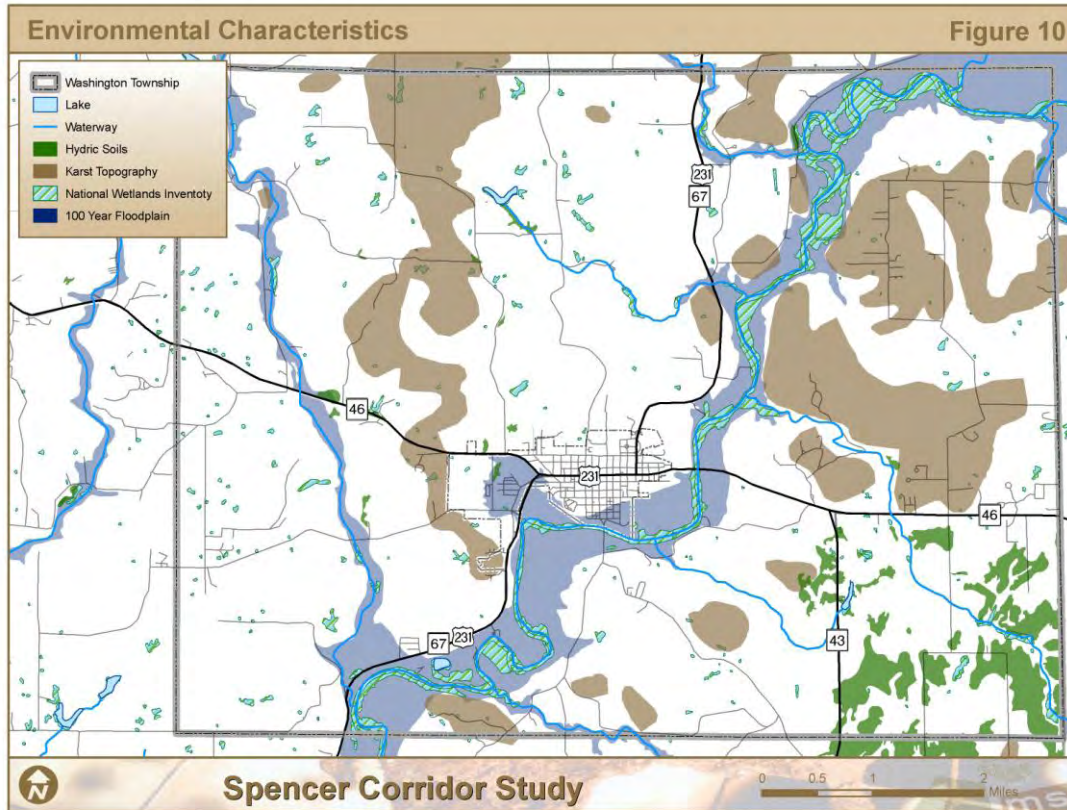 Environmental Characteristics
Figure 10
Washington Township
Lake
Waterway
Hydric Soils
Karst Topography
National Wetlands Inventoty
100 Year Floodplain
231
67
46
231
46
67
231
43
N
Spencer Corridor Study
0 0.5 1 2
Miles